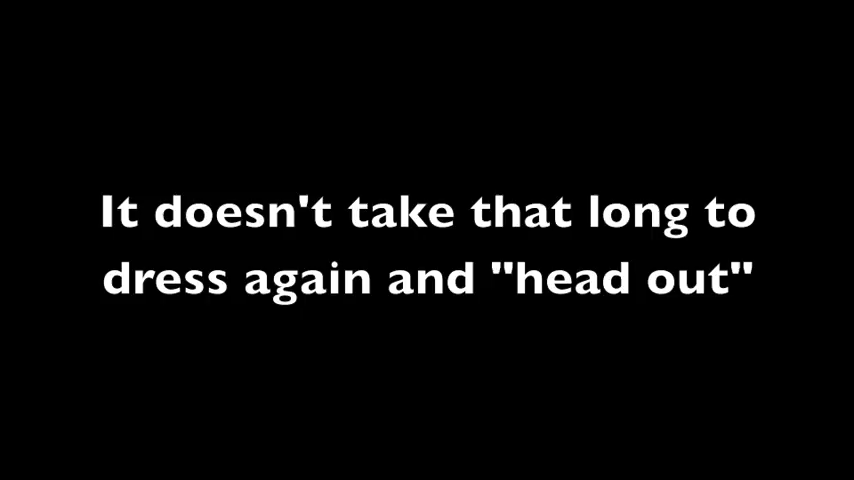 It doesn't take that long to
dress again and "head out"